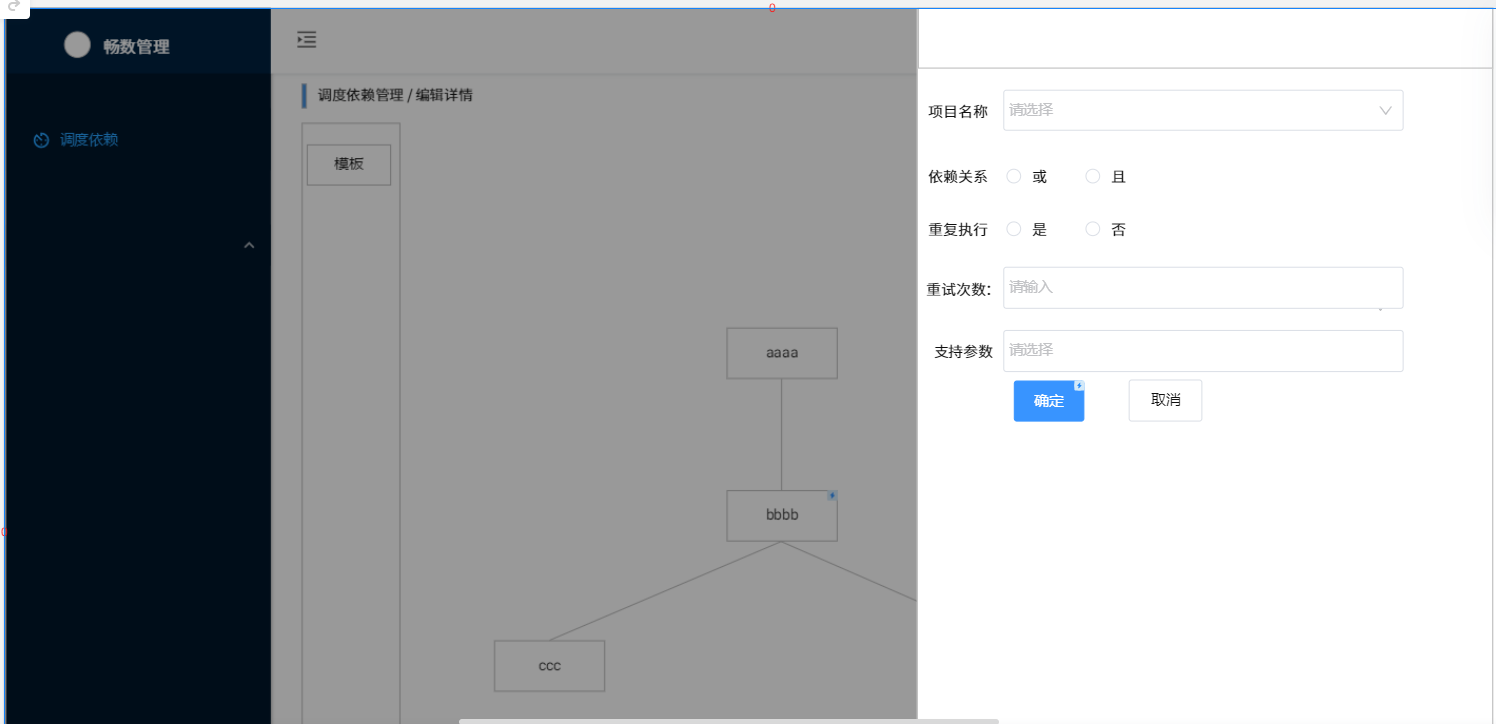 0
畅数管理
调度依赖
调度依赖管理 / 编辑详情
模板
aaaa
bbbb
ccc
0
项目名称 请选择
依赖关系 或 且
重复执行 是 否
重试次数: 请输入
支持参数 请选择
确定 取消